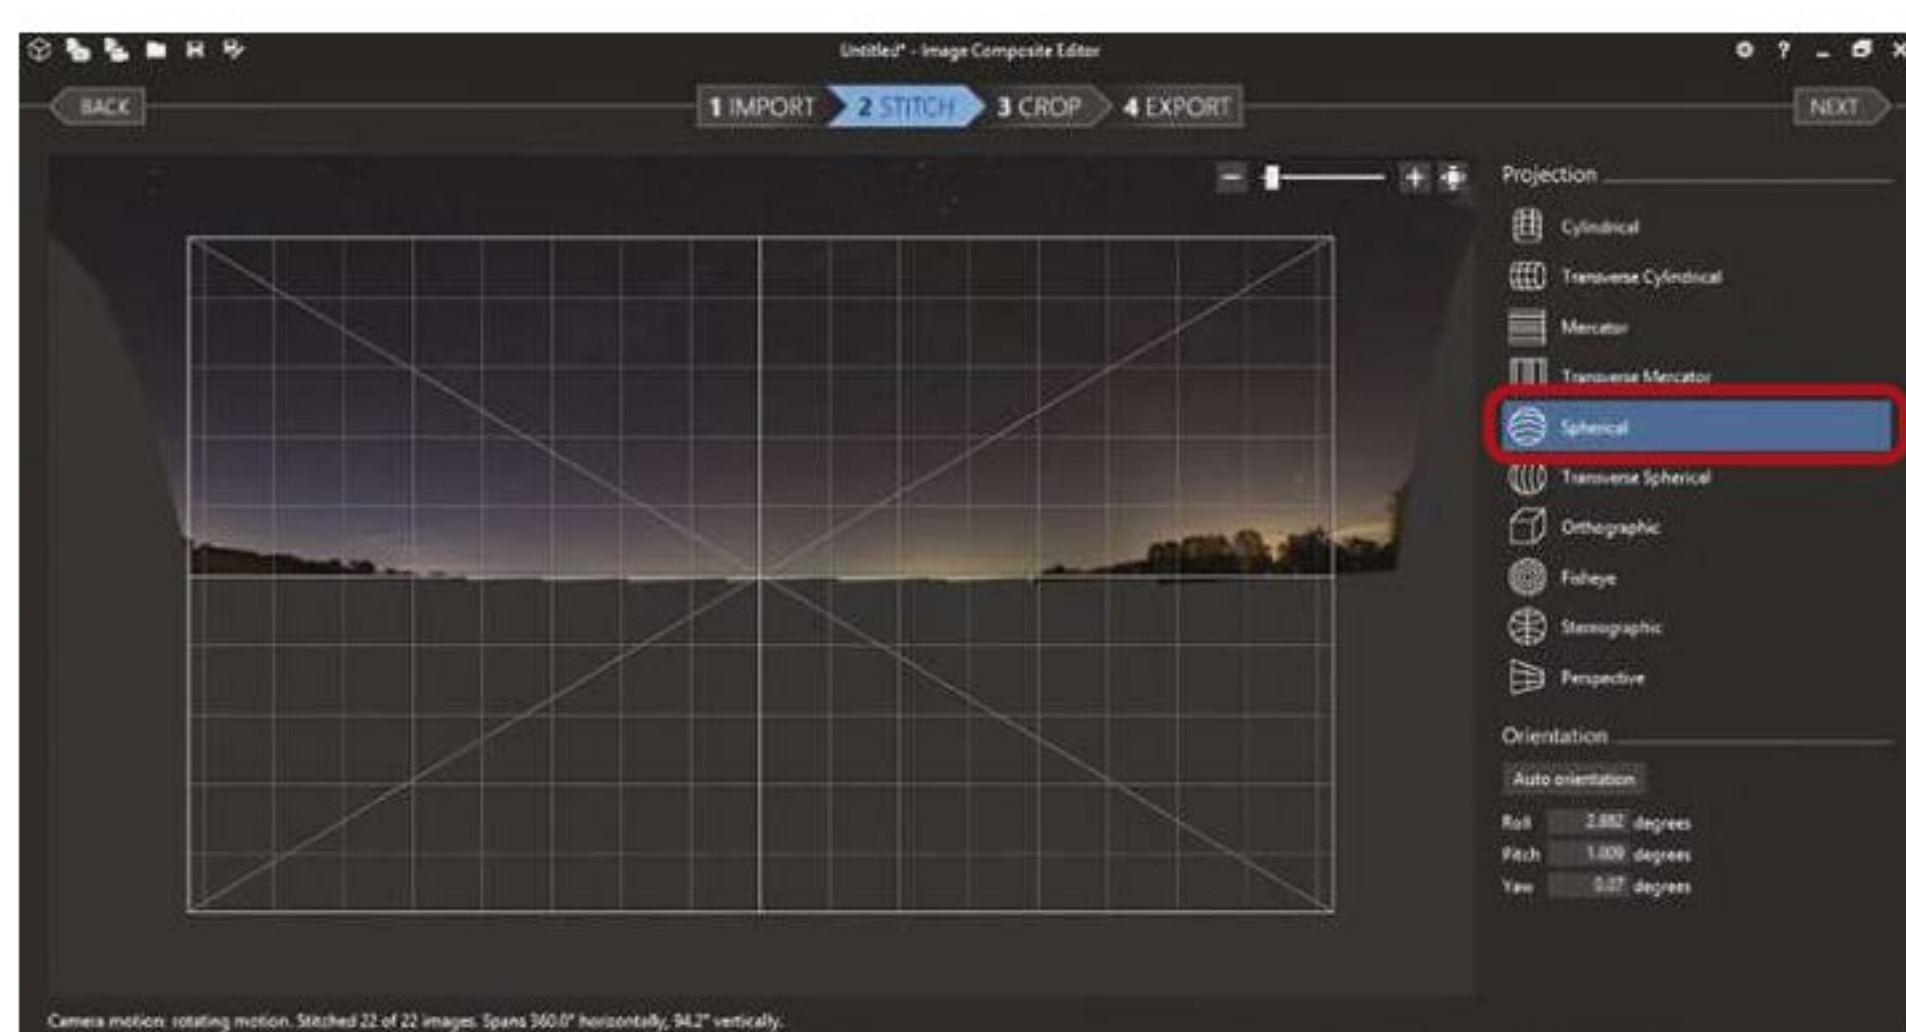 Untitled* - Image Composite Editor
?
BACK
1 IMPORT
2 STITCH
3 CROP
4 EXPORT
NEXT
Projection
Cylindrical
Transverse Cylindrical
Mercator
Transverse Mercator
Spherical
Transverse Spherical
Orthographic
Fisheye
Stereographic
Perspective
Orientation
Auto orientation
Roll 2.882 degrees
Pitch 1.009 degrees
Yaw 0.07 degrees
Camera motion: rotating motion. Stitched 22 of 22 images. Spans 360.0° horizontally, 94.2° vertically.